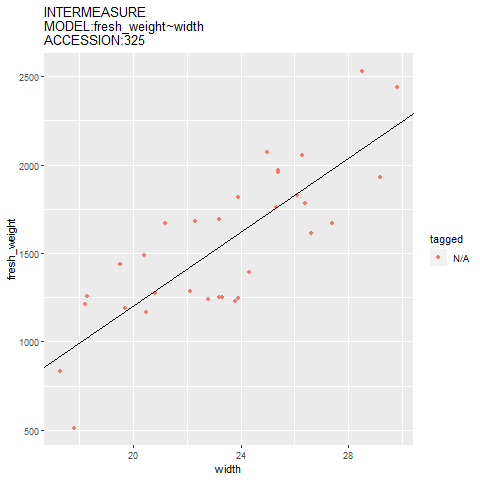 INTERMEASURE
MODEL:fresh_weight~width
ACCESSION:325
fresh_weight
2500
2000
1500
1000
500
20
24
28
width
tagged
N/A